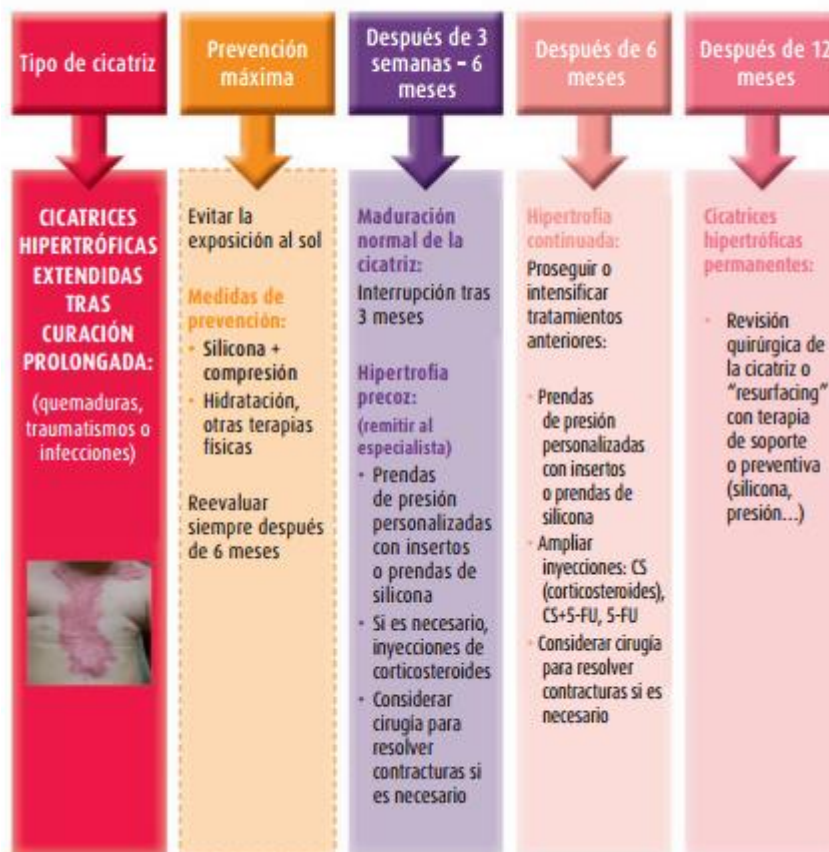 Tipo de cicatriz
Prevención
máxima
Después de 3
semanas – 6
meses
Después de 6
meses
Después de 12
meses
CICATRICES
HIPERTRÓFICAS
EXTENDIDAS
TRAS
CURACIÓN
PROLONGADA:
(quemaduras,
traumatismos o
infecciones)
Evitar la
exposición al sol
Medidas de
prevención:
• Silicona +
compresión
• Hidratación,
otras terapias
físicas
Reevaluar
siempre después
de 6 meses
Maduración
normal de la
cicatriz:
Interrupción tras
3 meses
Hipertrofia
precoz:
(remitir al
especialista)
• Prendas
de presión
personalizadas
con insertos
o prendas de
silicona
• Si es necesario,
inyecciones de
corticosteroides
• Considerar
cirugía para
resolver
contracturas si
es necesario
Hipertrofia
continuada:
Proseguir o
intensificar
tratamientos
anteriores:
• Prendas
de presión
personalizadas
con insertos
o prendas de
silicona
• Ampliar
inyecciones: CS
(corticosteroides),
CS+5-FU, 5-FU
• Considerar cirugía
para resolver
contracturas si es
necesario
Cicatrices
hipertróficas
permanentes:
• Revisión
quirúrgica de
la cicatriz o
"resurfacing"
con terapia
de soporte
o preventiva
(silicona,
presión...)